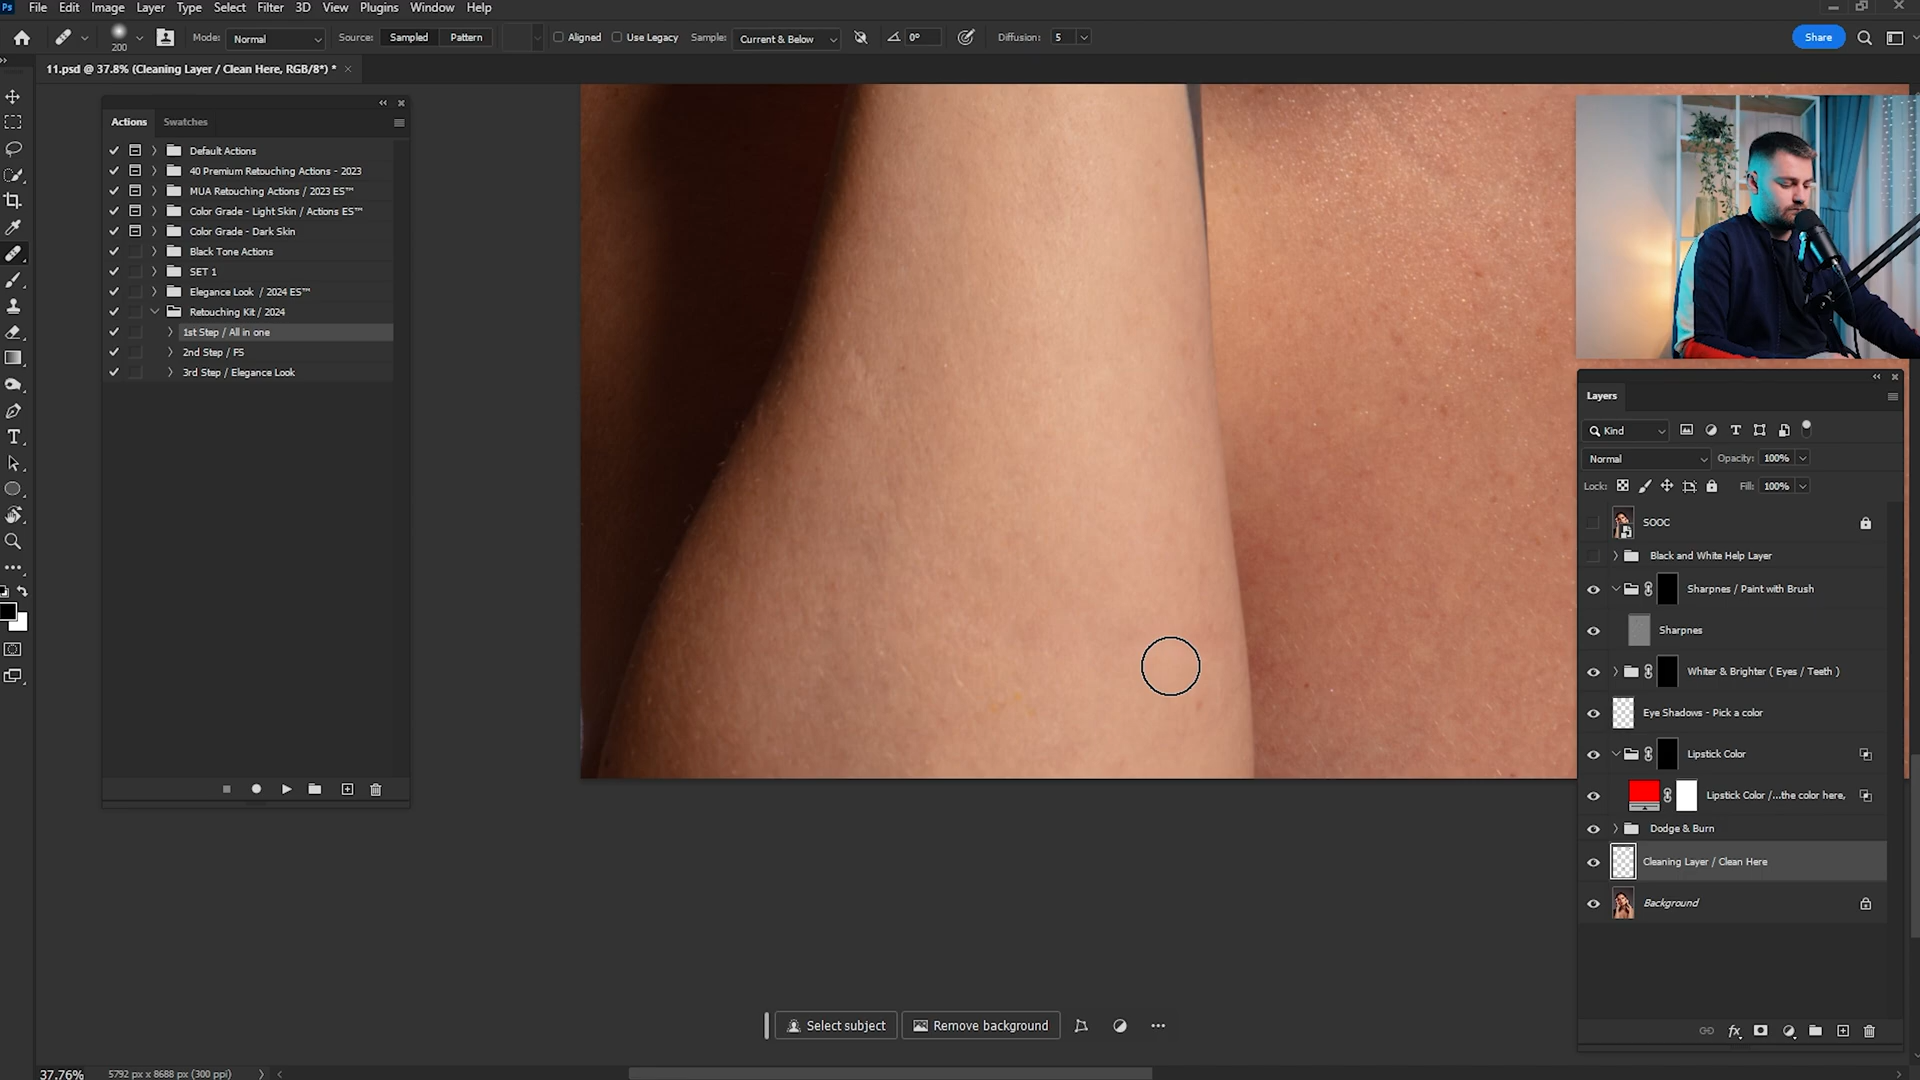 Ps File Edit Image Layer Type Select Filter 3D View Plugins Window Help
200 Mode: Normal Source: Sampled Pattern Aligned Use Legacy Sample: Current & Below 0° Diffusion: 5 Share
11.psd @ 37.8% (Cleaning Layer / Clean Here, RGB/8*) *
Actions Swatches
Default Actions
40 Premium Retouching Actions - 2023
MUA Retouching Actions / 2023 ES™
Color Grade - Light Skin / Actions ES™
Color Grade - Dark Skin
Black Tone Actions
SET 1
Elegance Look / 2024 ES™
Retouching Kit / 2024
1st Step / All in one
2nd Step / FS
3rd Step / Elegance Look
Layers
Kind
Normal Opacity: 100%
Lock: Fill: 100%
SOOC
Black and White Help Layer
Sharpnes / Paint with Brush
Sharpnes
Whiter & Brighter ( Eyes / Teeth )
Eye Shadows - Pick a color
Lipstick Color
Lipstick Color /...the color here,
Dodge & Burn
Cleaning Layer / Clean Here
Background
Select subject Remove background
37.76% 5792 px x 8688 px (300 ppi)